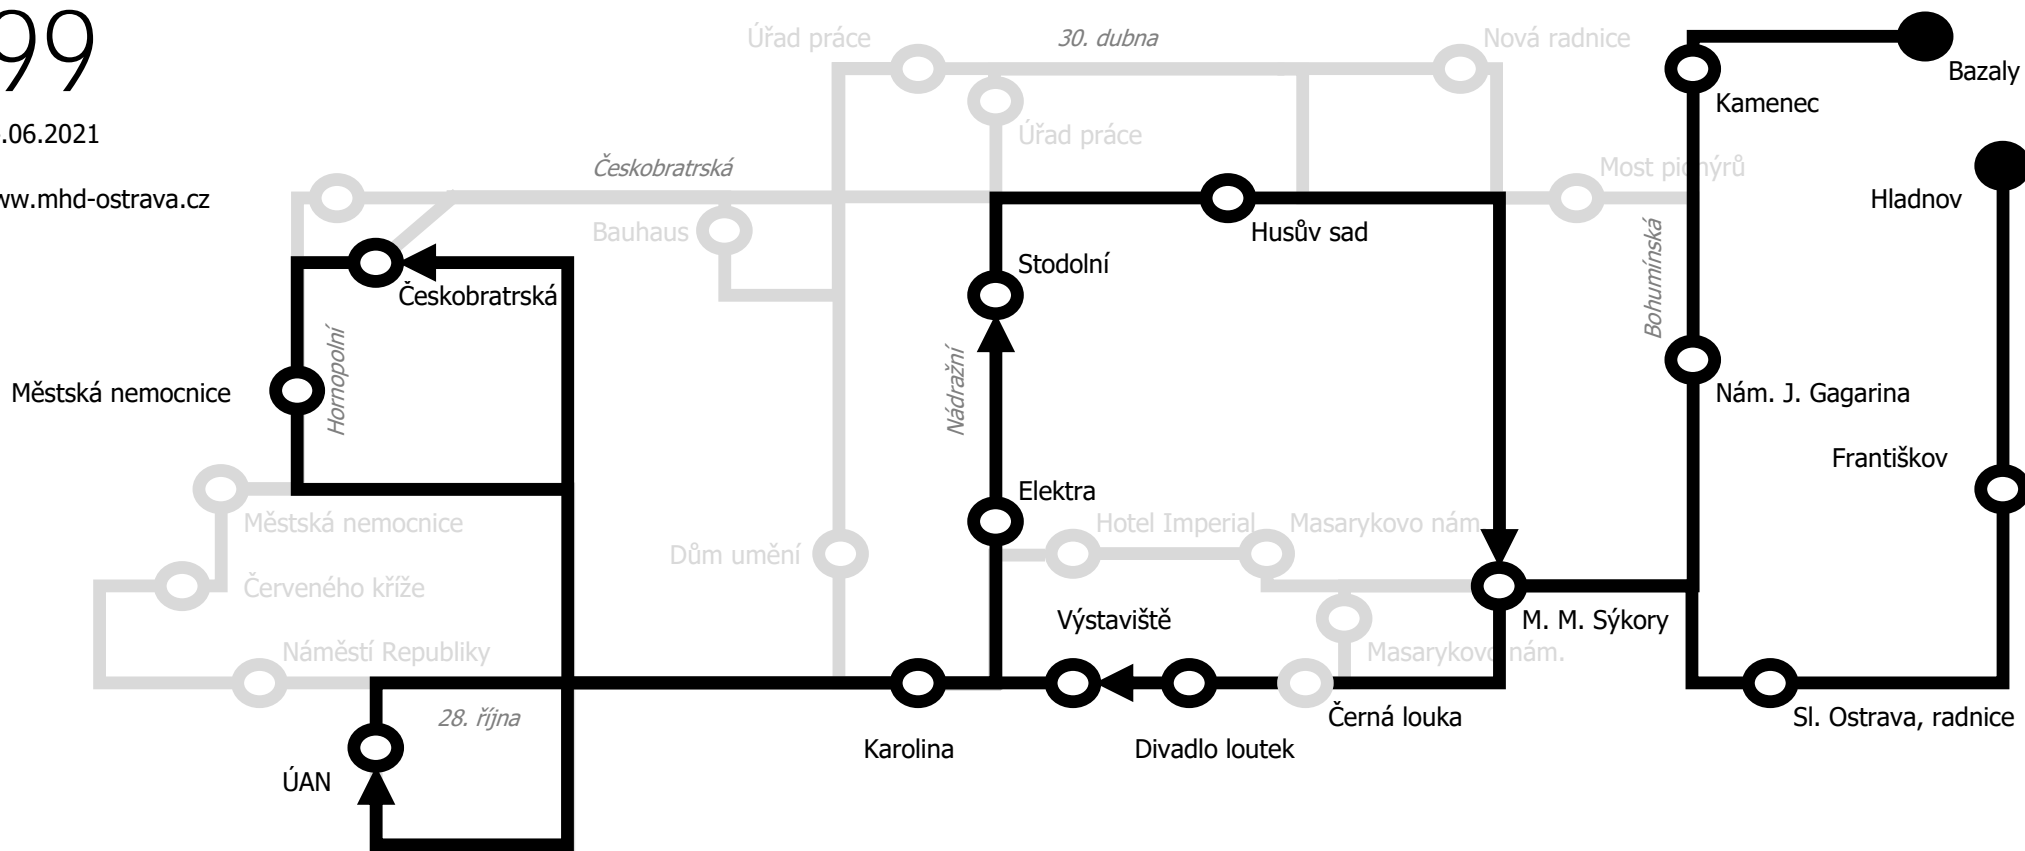 99
Úřad práce
30. dubna
Nová radnice
Bazaly
Kamenec
.06.2021
Úřad práce
Českobratrská
Most pionýrů
www.mhd-ostrava.cz
Hladnov
Bauhaus
Husův sad
Bohumínská
Stodolní
Českobratrská
Hornopolní
Nádražní
Městská nemocnice
Nám. J. Gagarina
Františkov
Elektra
Městská nemocnice
Hotel Imperial
Masarykovo nám.
Dům umění
Červeného kříže
Výstaviště
M. M. Sýkory
Náměstí Republiky
Masarykovo nám.
28. října
Černá louka
Sl. Ostrava, radnice
Karolina
Divadlo loutek
ÚAN